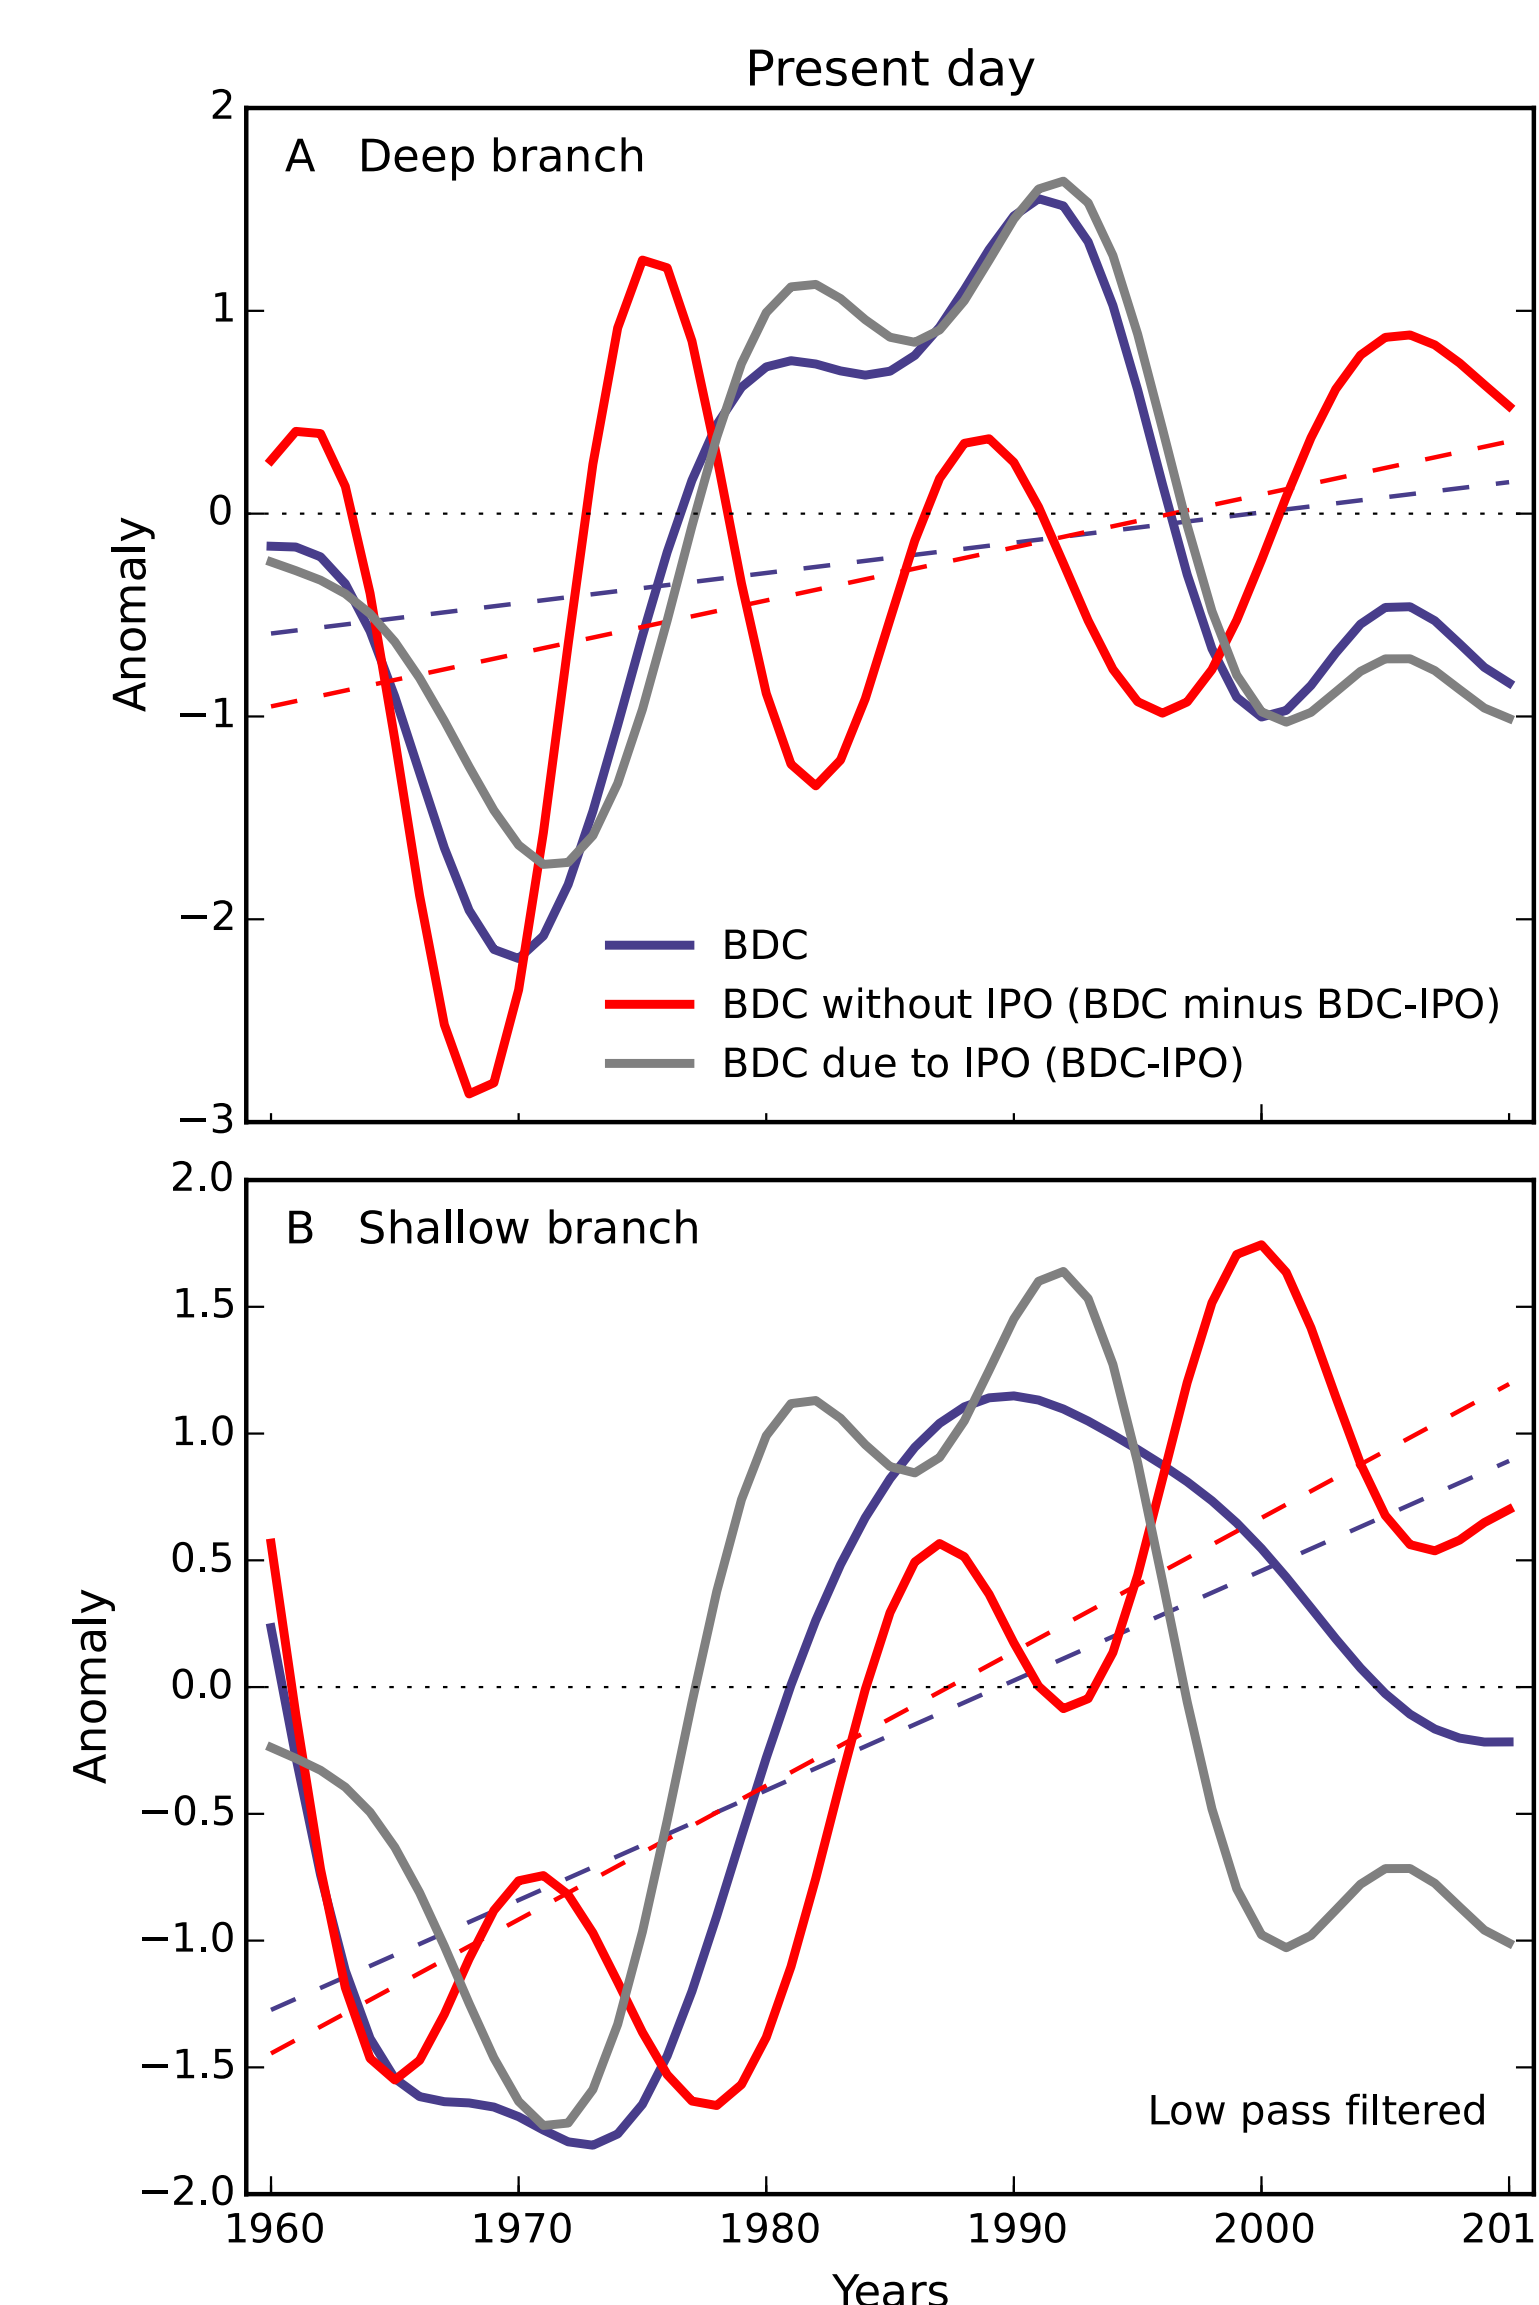 Present day
2
A Deep branch
1
0
Anomaly
−1
−2
BDC
BDC without IPO (BDC minus BDC-IPO)
BDC due to IPO (BDC-IPO)
−3
2.0
B Shallow branch
1.5
1.0
0.5
0.0
Anomaly
−0.5
−1.0
−1.5
Low pass filtered
−2.0
1960 1970 1980 1990 2000 201
Years